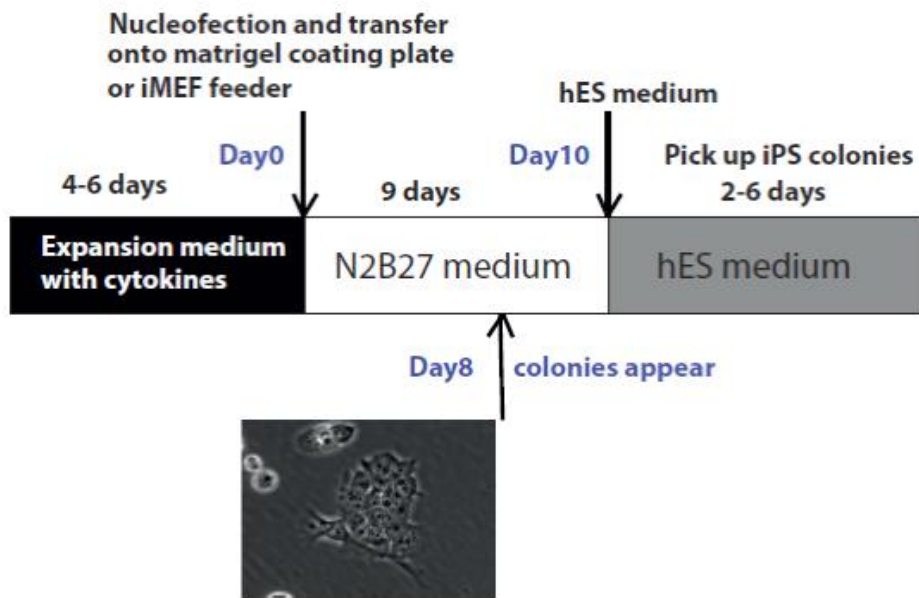 Nucleofection and transfer
onto matrigel coating plate
or iMEF feeder
hES medium
Day0
Day10
Pick up iPS colonies
4-6 days
9 days
2-6 days
Expansion medium
with cytokines
N2B27 medium
hES medium
Day8
colonies appear